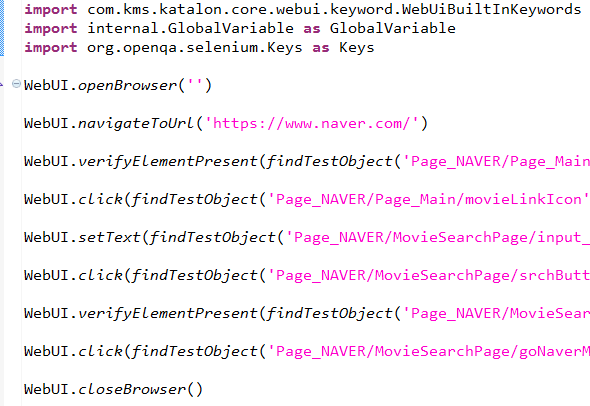 import com.kms.katalon.core.webui.keyword.WebUiBuiltInKeywords
import internal.GlobalVariable as GlobalVariable
import org.openqa.selenium.Keys as Keys
WebUI.openBrowser('')
WebUI.navigateToUrl('https://www.naver.com/')
WebUI.verifyElementPresent(findTestObject('Page_NAVER/Page_Main
WebUI.click(findTestObject('Page_NAVER/Page_Main/movieLinkIcon'
WebUI.setText(findTestObject('Page_NAVER/MovieSearchPage/input_
WebUI.click(findTestObject('Page_NAVER/MovieSearchPage/srchButt
WebUI.verifyElementPresent(findTestObject('Page_NAVER/MovieSear
WebUI.click(findTestObject('Page_NAVER/MovieSearchPage/goNaverM
WebUI.closeBrowser()